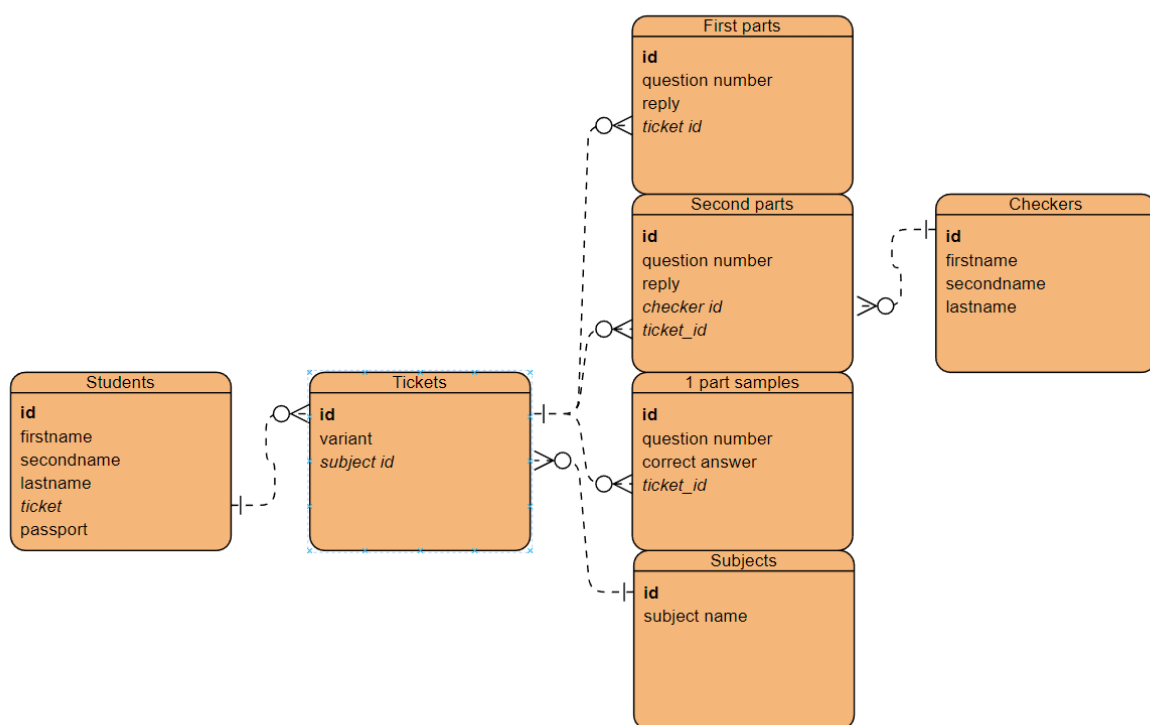 First parts
id
question number
reply
ticket id
Second parts
id
question number
reply
checker id
ticket_id
Checkers
id
firstname
secondname
lastname
Students
id
firstname
secondname
lastname
ticket
passport
Tickets
id
variant
subject id
1 part samples
id
question number
correct answer
ticket_id
Subjects
id
subject name